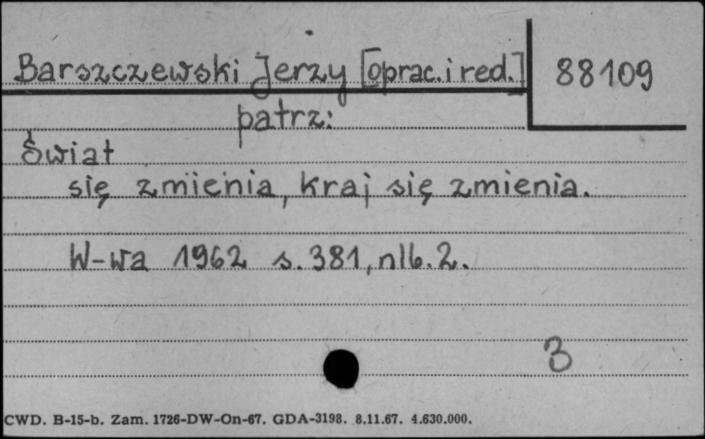 Barszczewski Jerzy [oprac. i red.]
88109
patrz:
Świat
się zmienia, kraj się zmienia.
W-wa 1962 s. 381, nlb. 2.
3
CWD. B-15-b. Zam. 1726-DW-On-67. GDA-3198. 8.11.67. 4.630.000.